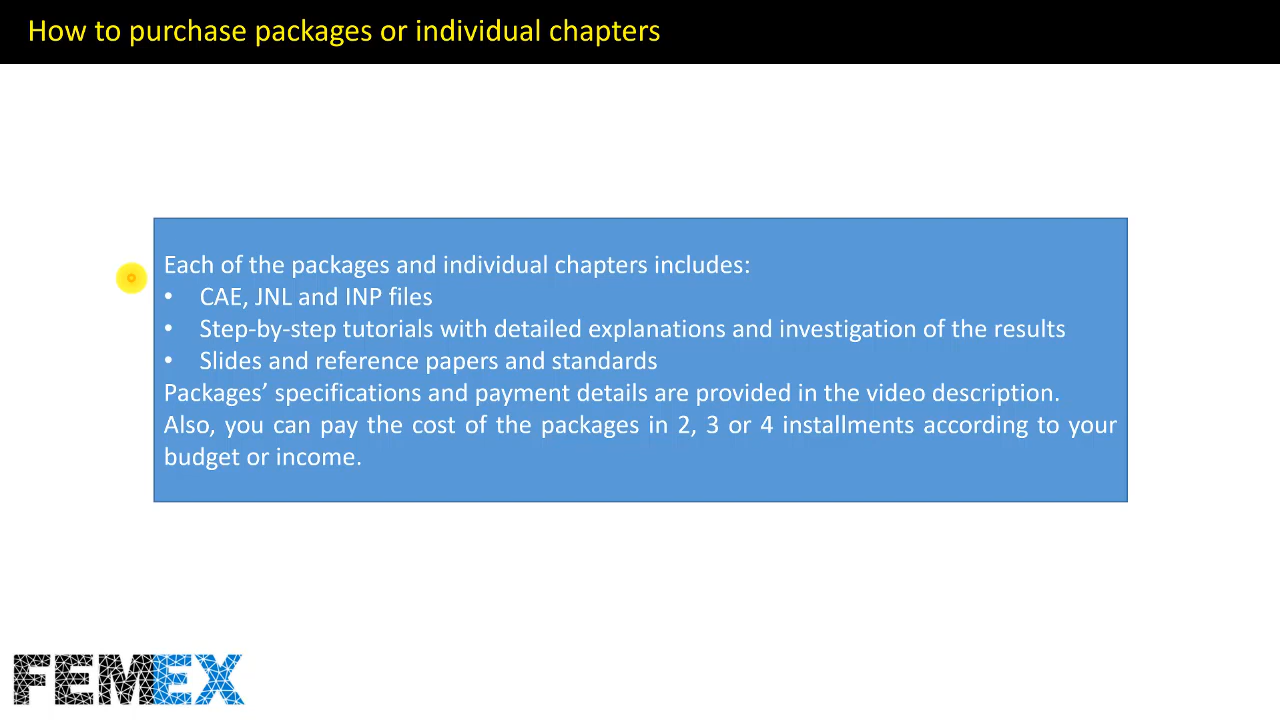 How to purchase packages or individual chapters
Each of the packages and individual chapters includes:
• CAE, JNL and INP files
• Step-by-step tutorials with detailed explanations and investigation of the results
• Slides and reference papers and standards
Packages’ specifications and payment details are provided in the video description.
Also, you can pay the cost of the packages in 2, 3 or 4 installments according to your
budget or income.
FEMEX